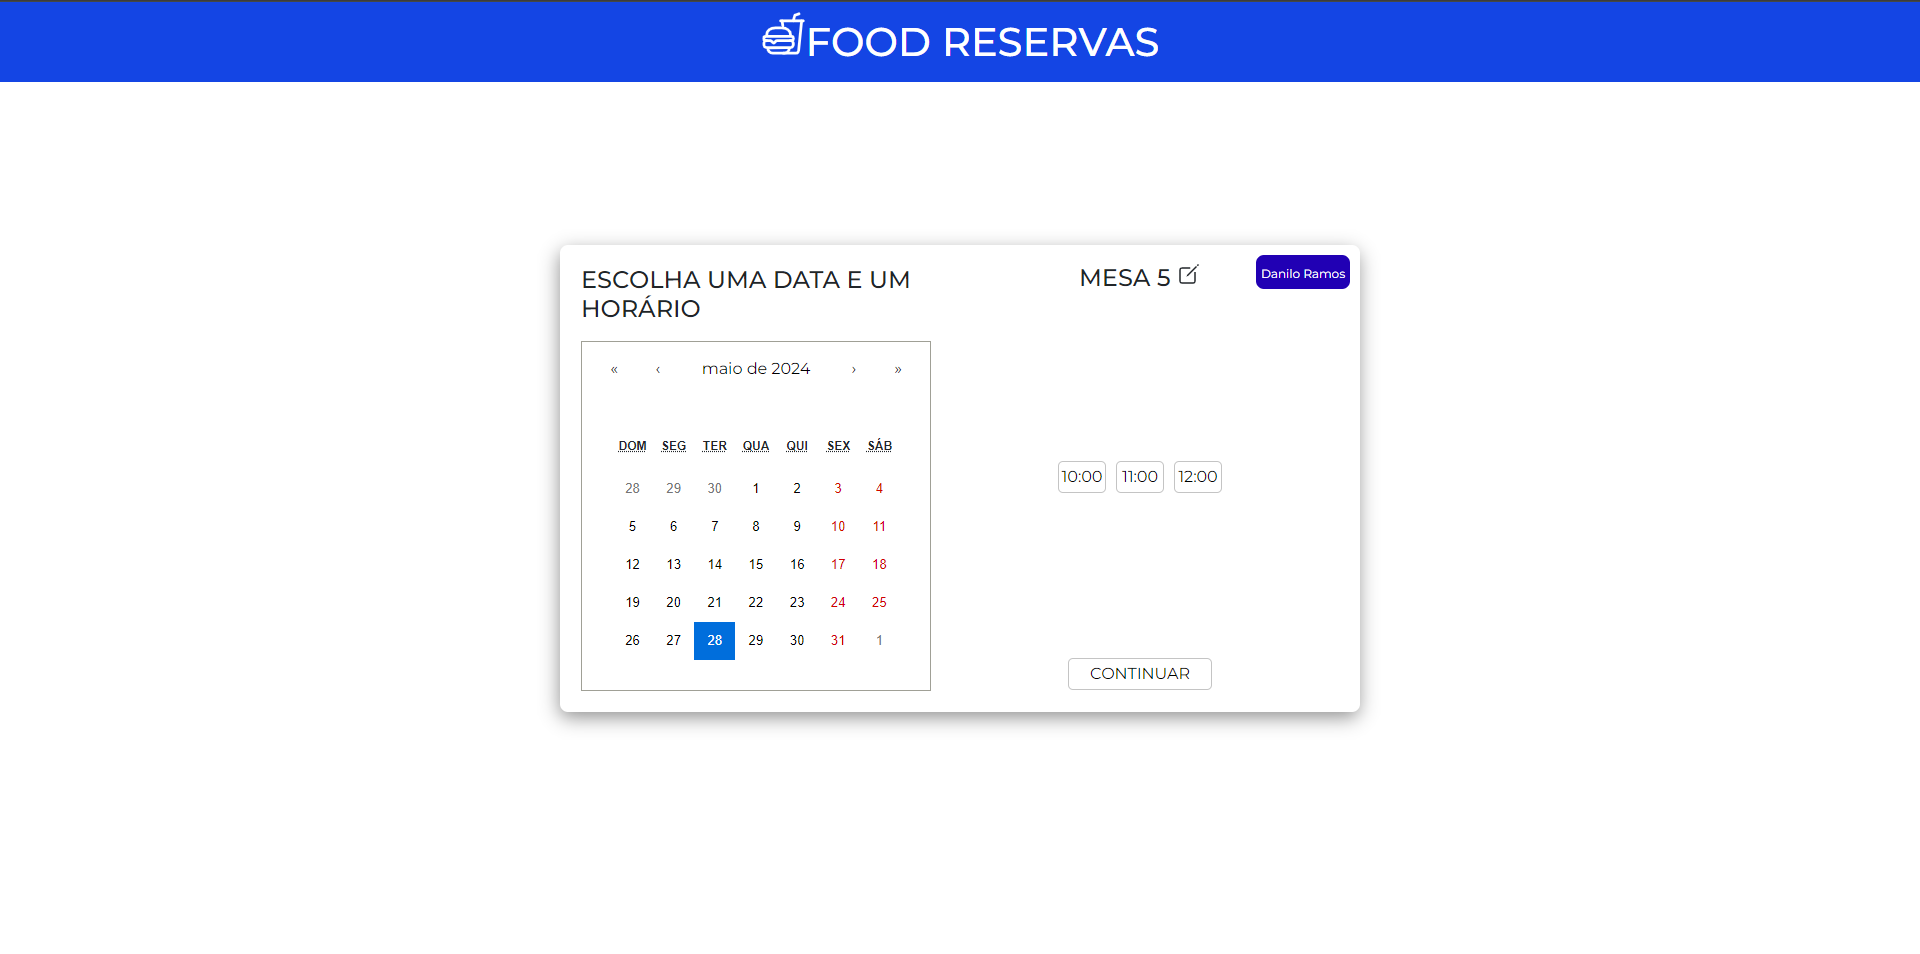 FOOD RESERVAS
ESCOLHA UMA DATA E UM
HORÁRIO
MESA 5
Danilo Ramos
« ‹ maio de 2024 › »
DOM SEG TER QUA QUI SEX SÁB
28 29 30 1 2 3 4
5 6 7 8 9 10 11
12 13 14 15 16 17 18
19 20 21 22 23 24 25
26 27 28 29 30 31 1
10:00 11:00 12:00
CONTINUAR